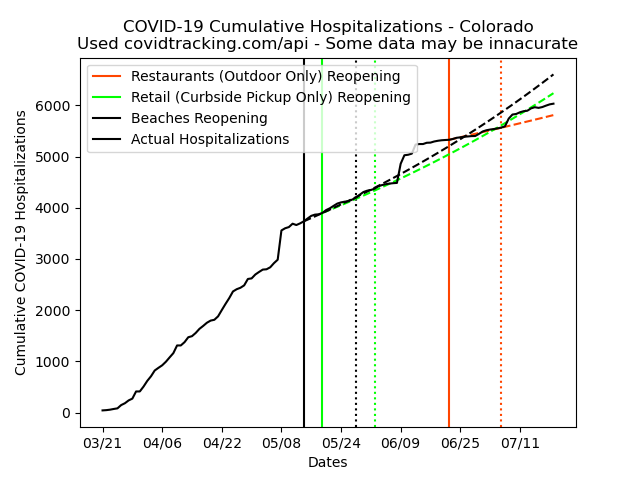 COVID-19 Cumulative Hospitalizations - Colorado
Used covidtracking.com/api - Some data may be innacurate
Restaurants (Outdoor Only) Reopening
Retail (Curbside Pickup Only) Reopening
Beaches Reopening
Actual Hospitalizations
Cumulative COVID-19 Hospitalizations
6000
5000
4000
3000
2000
1000
0
03/21 04/06 04/22 05/08 05/24 06/09 06/25 07/11
Dates